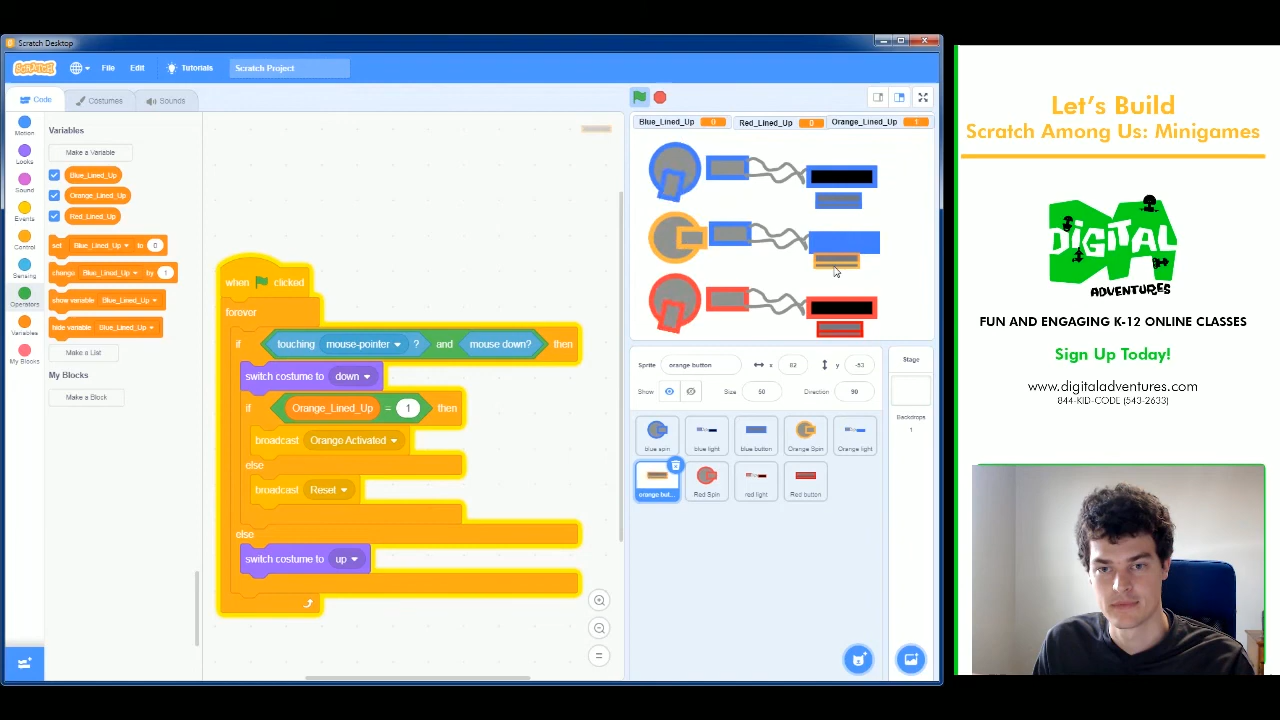 Scratch Desktop
SCRATCH
File
Edit
Tutorials
Scratch Project
Code
Costumes
Sounds
Motion
Looks
Sound
Events
Control
Sensing
Operators
Variables
My Blocks
Variables
Make a Variable
Blue_Lined_Up
Orange_Lined_Up
Red_Lined_Up
set Blue_Lined_Up to 0
change Blue_Lined_Up by 1
show variable Blue_Lined_Up
hide variable Blue_Lined_Up
Make a List
My Blocks
Make a Block
when clicked
forever
if touching mouse-pointer ? and mouse down? then
switch costume to down
if Orange_Lined_Up = 1 then
broadcast Orange Activated
else
broadcast Reset
else
switch costume to up
Blue_Lined_Up 0
Red_Lined_Up 0
Orange_Lined_Up 1
Sprite orange button x 82 y -53
Show Size 50 Direction 90
blue spin
blue light
blue button
Orange Spin
Orange light
orange but...
Red Spin
red light
Red button
Stage
Backdrops
1
Let's Build
Scratch Among Us: Minigames
DIGITAL
ADVENTURES
FUN AND ENGAGING K-12 ONLINE CLASSES
Sign Up Today!
www.digitaladventures.com
844-KID-CODE (543-2633)